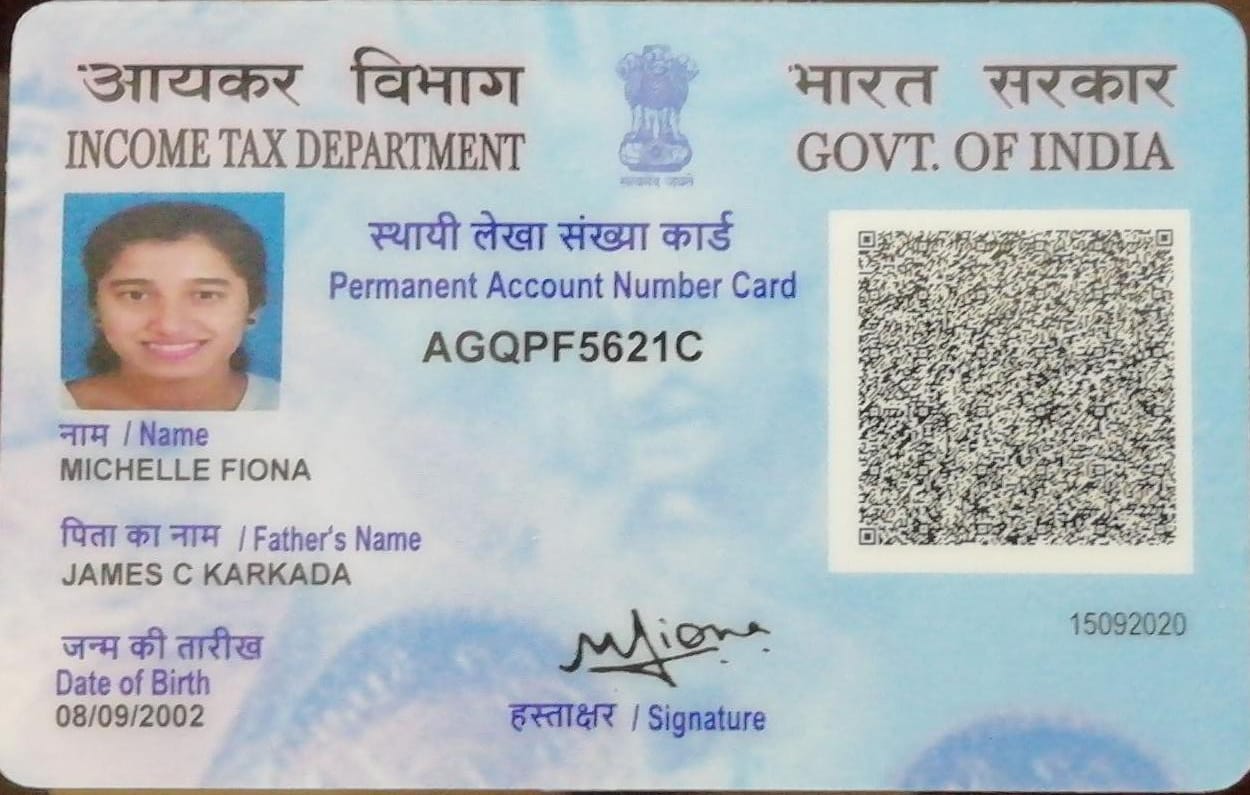 आयकर विभाग
INCOME TAX DEPARTMENT
भारत सरकार
GOVT. OF INDIA
सत्यमेव जयते
स्थायी लेखा संख्या कार्ड
Permanent Account Number Card
AGQPF5621C
नाम / Name
MICHELLE FIONA
पिता का नाम / Father's Name
JAMES C KARKADA
जन्म की तारीख
Date of Birth
08/09/2002
MFiona
हस्ताक्षर / Signature
15092020